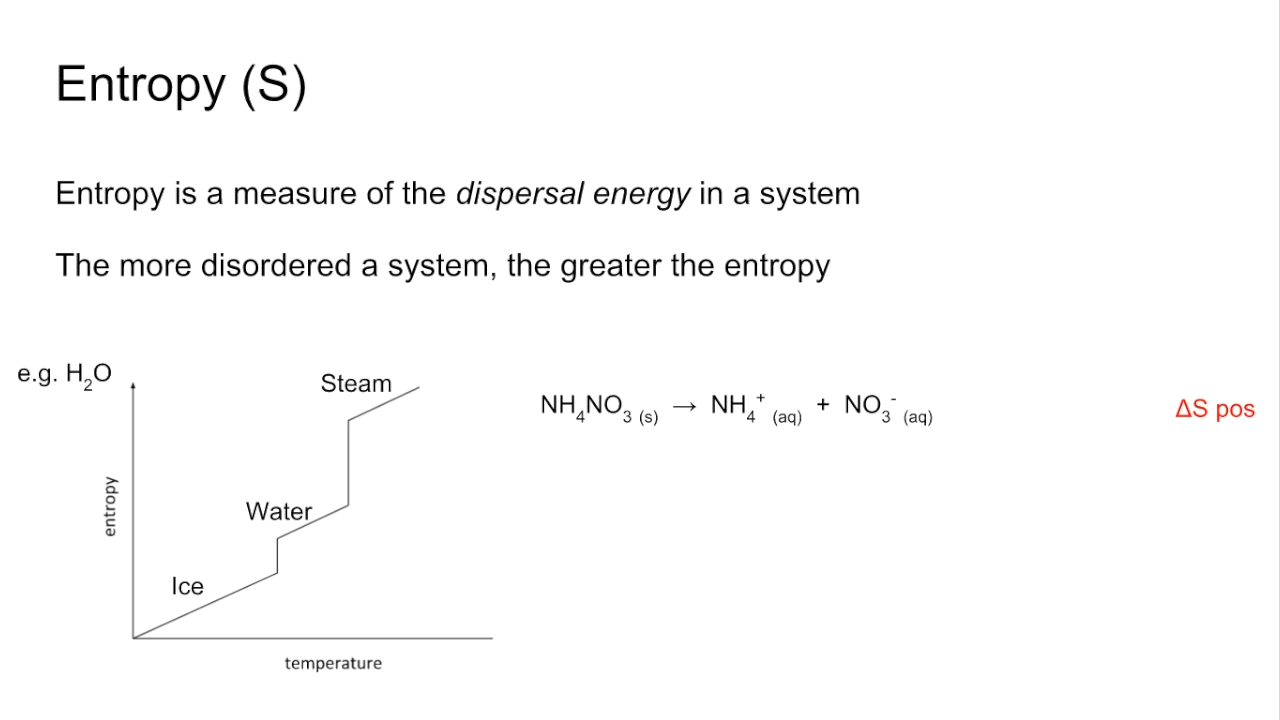 Entropy (S)
Entropy is a measure of the dispersal energy in a system
The more disordered a system, the greater the entropy
e.g. H₂O
Steam
Water
Ice
entropy
temperature
NH₄NO₃ (s) → NH₄⁺ (aq) + NO₃⁻ (aq)
ΔS pos